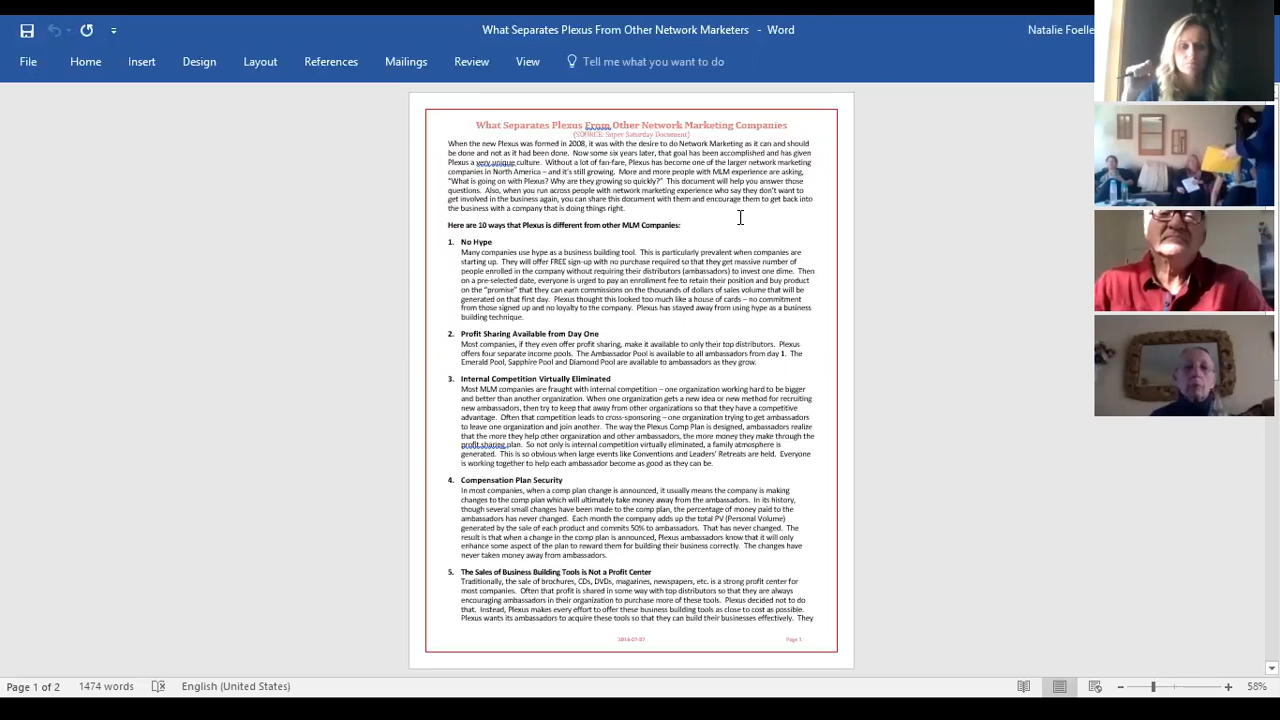 What Separates Plexus From Other Network Marketers - Word
Natalie Foelle
File Home Insert Design Layout References Mailings Review View Tell me what you want to do
What Separates Plexus From Other Network Marketing Companies
(SOURCE: Super Saturday Document)
When the new Plexus was formed in 2008, it was with the desire to do Network Marketing as it can and should
be done and not as it had been done. Now some six years later, that goal has been accomplished and has given
Plexus a very unique culture. Without a lot of fan-fare, Plexus has become one of the larger network marketing
companies in North America – and it's still growing. More and more people with MLM experience are asking,
"What is going on with Plexus? Why are they growing so quickly?" This document will help you answer those
questions. Also, when you run across people with network marketing experience who say they don't want to
get involved in the business again, you can share this document with them and encourage them to get back into
the business with a company that is doing things right.
Here are 10 ways that Plexus is different from other MLM Companies:
1. No Hype
Many companies use hype as a business building tool. This is particularly prevalent when companies are
starting up. They will offer FREE sign-up with no purchase required so that they get massive number of
people enrolled in the company without requiring their distributors (ambassadors) to invest one dime. Then
on a pre-selected date, everyone is urged to pay an enrollment fee to retain their position and buy product
on the "promise" that they can earn commissions on the thousands of dollars of sales volume that will be
generated on that first day. Plexus thought this looked too much like a house of cards – no commitment
from those signed up and no loyalty to the company. Plexus has stayed away from using hype as a business
building technique.
2. Profit Sharing Available from Day One
Most companies, if they even offer profit sharing, make it available to only their top distributors. Plexus
offers four separate income pools. The Ambassador Pool is available to all ambassadors from day 1. The
Emerald Pool, Sapphire Pool and Diamond Pool are available to ambassadors as they grow.
3. Internal Competition Virtually Eliminated
Most MLM companies are fraught with internal competition – one organization working hard to be bigger
and better than another organization. When one organization gets a new idea or new method for recruiting
new ambassadors, then try to keep that away from other organizations so that they have a competitive
advantage. Often that competition leads to cross-sponsoring – one organization trying to get ambassadors
to leave one organization and join another. The way the Plexus Comp Plan is designed, ambassadors realize
that the more they help other organization and other ambassadors, the more money they make through the
profit sharing plan. So not only is internal competition virtually eliminated, a family atmosphere is
generated. This is so obvious when large events like Conventions and Leaders' Retreats are held. Everyone
is working together to help each ambassador become as good as they can be.
4. Compensation Plan Security
In most companies, when a comp plan change is announced, it usually means the company is making
changes to the comp plan which will ultimately take money away from the ambassadors. In its history,
though several small changes have been made to the comp plan, the percentage of money paid to the
ambassadors has never changed. Each month the company adds up the total PV (Personal Volume)
generated by the sale of each product and commits 50% to ambassadors. That has never changed. The
result is that when a change in the comp plan is announced, Plexus ambassadors know that it will only
enhance some aspect of the plan to reward them for building their business correctly. The changes have
never taken money away from ambassadors.
5. The Sales of Business Building Tools is Not a Profit Center
Traditionally, the sale of brochures, CDs, DVDs, magazines, newspapers, etc. is a strong profit center for
most companies. Often that profit is shared in some way with top distributors so that they are always
encouraging ambassadors in their organization to purchase more of these tools. Plexus decided not to do
that. Instead, Plexus makes every effort to offer these business building tools as close to cost as possible.
Plexus wants its ambassadors to acquire these tools so that they can build their businesses effectively. They
Page 1
Page 1 of 2 1474 words English (United States) 58%